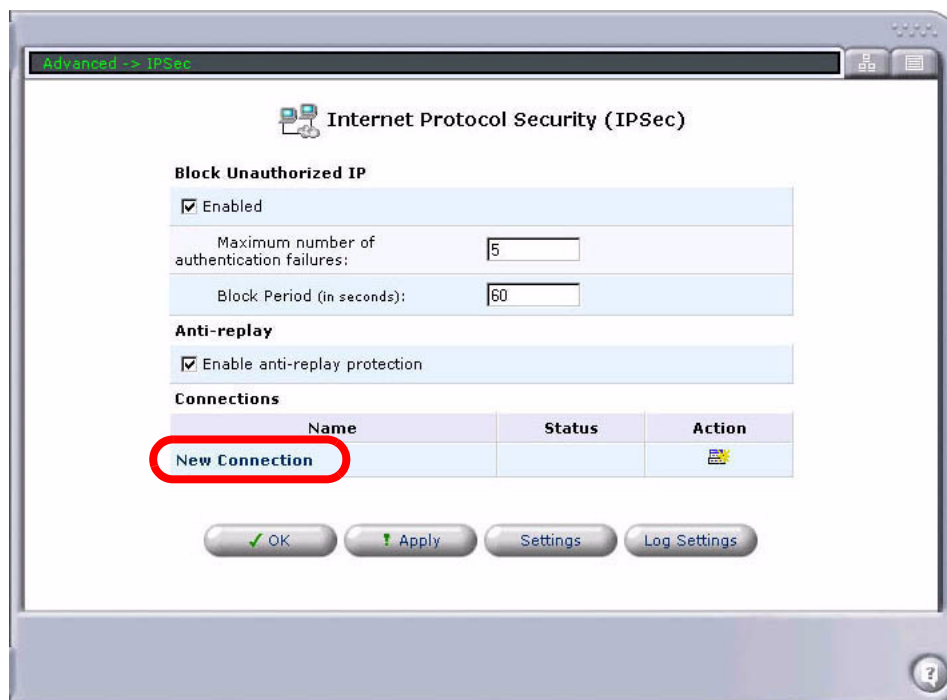 Advanced -> IPSec
Internet Protocol Security (IPSec)
Block Unauthorized IP
Enabled
Maximum number of
authentication failures:
5
Block Period (in seconds):
60
Anti-replay
Enable anti-replay protection
Connections
Name Status Action
New Connection
OK Apply Settings Log Settings
?